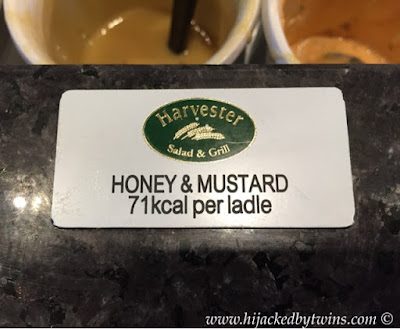 Harvester
Salad & Grill
HONEY & MUSTARD
71kcal per ladle
www.hijackedbytwins.com ©